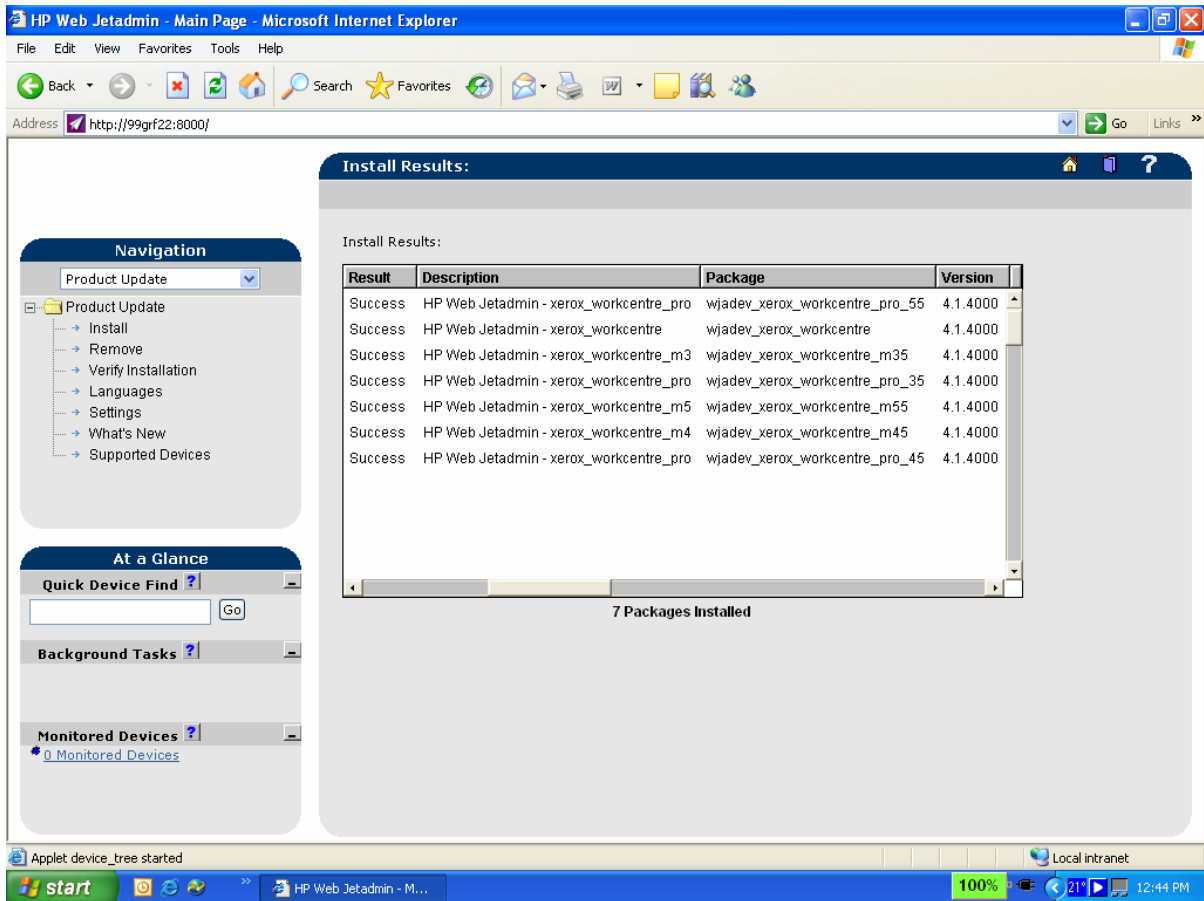 HP Web Jetadmin - Main Page - Microsoft Internet Explorer
File Edit View Favorites Tools Help
Back Search Favorites
Address http://99grf22:8000/ Go Links »
Install Results: ?
Navigation
Product Update
Product Update
Install
Remove
Verify Installation
Languages
Settings
What's New
Supported Devices
At a Glance
Quick Device Find ?
Go
Background Tasks ?
Monitored Devices ?
0 Monitored Devices
Install Results:
Result Description Package Version
Success HP Web Jetadmin - xerox_workcentre_pro wjadev_xerox_workcentre_pro_55 4.1.4000
Success HP Web Jetadmin - xerox_workcentre wjadev_xerox_workcentre 4.1.4000
Success HP Web Jetadmin - xerox_workcentre_m3 wjadev_xerox_workcentre_m35 4.1.4000
Success HP Web Jetadmin - xerox_workcentre_pro wjadev_xerox_workcentre_pro_35 4.1.4000
Success HP Web Jetadmin - xerox_workcentre_m5 wjadev_xerox_workcentre_m55 4.1.4000
Success HP Web Jetadmin - xerox_workcentre_m4 wjadev_xerox_workcentre_m45 4.1.4000
Success HP Web Jetadmin - xerox_workcentre_pro wjadev_xerox_workcentre_pro_45 4.1.4000
7 Packages Installed
Applet device_tree started Local intranet
start » HP Web Jetadmin - M... 100% 21° 12:44 PM